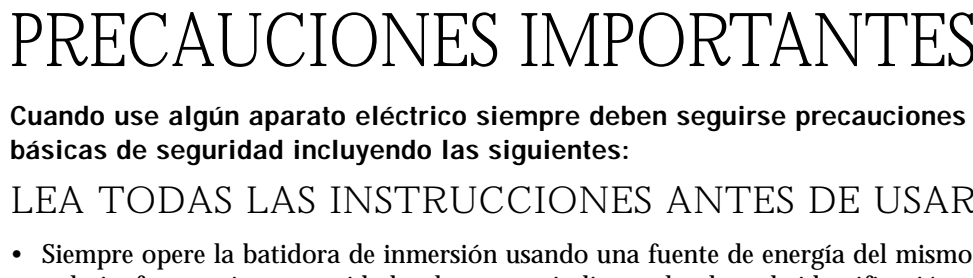 PRECAUCIONES IMPORTANTES
Cuando use algún aparato eléctrico siempre deben seguirse precauciones
básicas de seguridad incluyendo las siguientes:
LEA TODAS LAS INSTRUCCIONES ANTES DE USAR
• Siempre opere la batidora de inmersión usando una fuente de energía del mismo